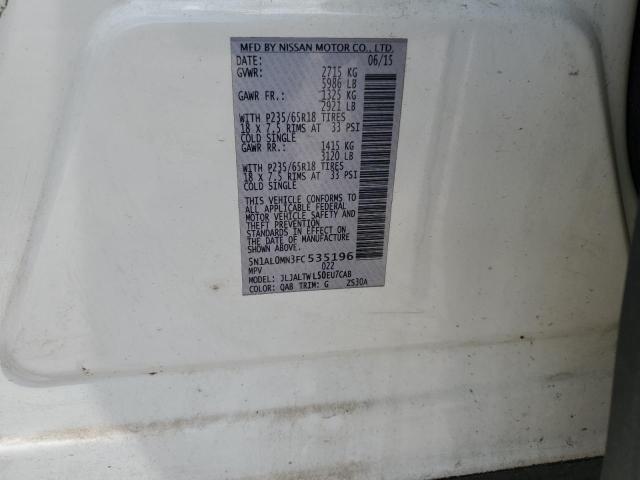 MFD BY NISSAN MOTOR CO., LTD.
DATE: 06/15
GVWR: 2715 KG
5986 LB
GAWR FR.: 1325 KG
2921 LB
WITH P235/65R18 TIRES
18 X 7.5 RIMS AT 33 PSI
COLD SINGLE
GAWR RR.: 1415 KG
3120 LB
WITH P235/65R18 TIRES
18 X 7.5 RIMS AT 33 PSI
COLD SINGLE
THIS VEHICLE CONFORMS TO
ALL APPLICABLE FEDERAL
MOTOR VEHICLE SAFETY AND
THEFT PREVENTION
STANDARDS IN EFFECT ON
THE DATE OF MANUFACTURE
SHOWN ABOVE.
5N1AL0MN3FC535196
MPV 022
MODEL: JLJALTWL50EU7CAB
COLOR: QAB TRIM: G ZS30A